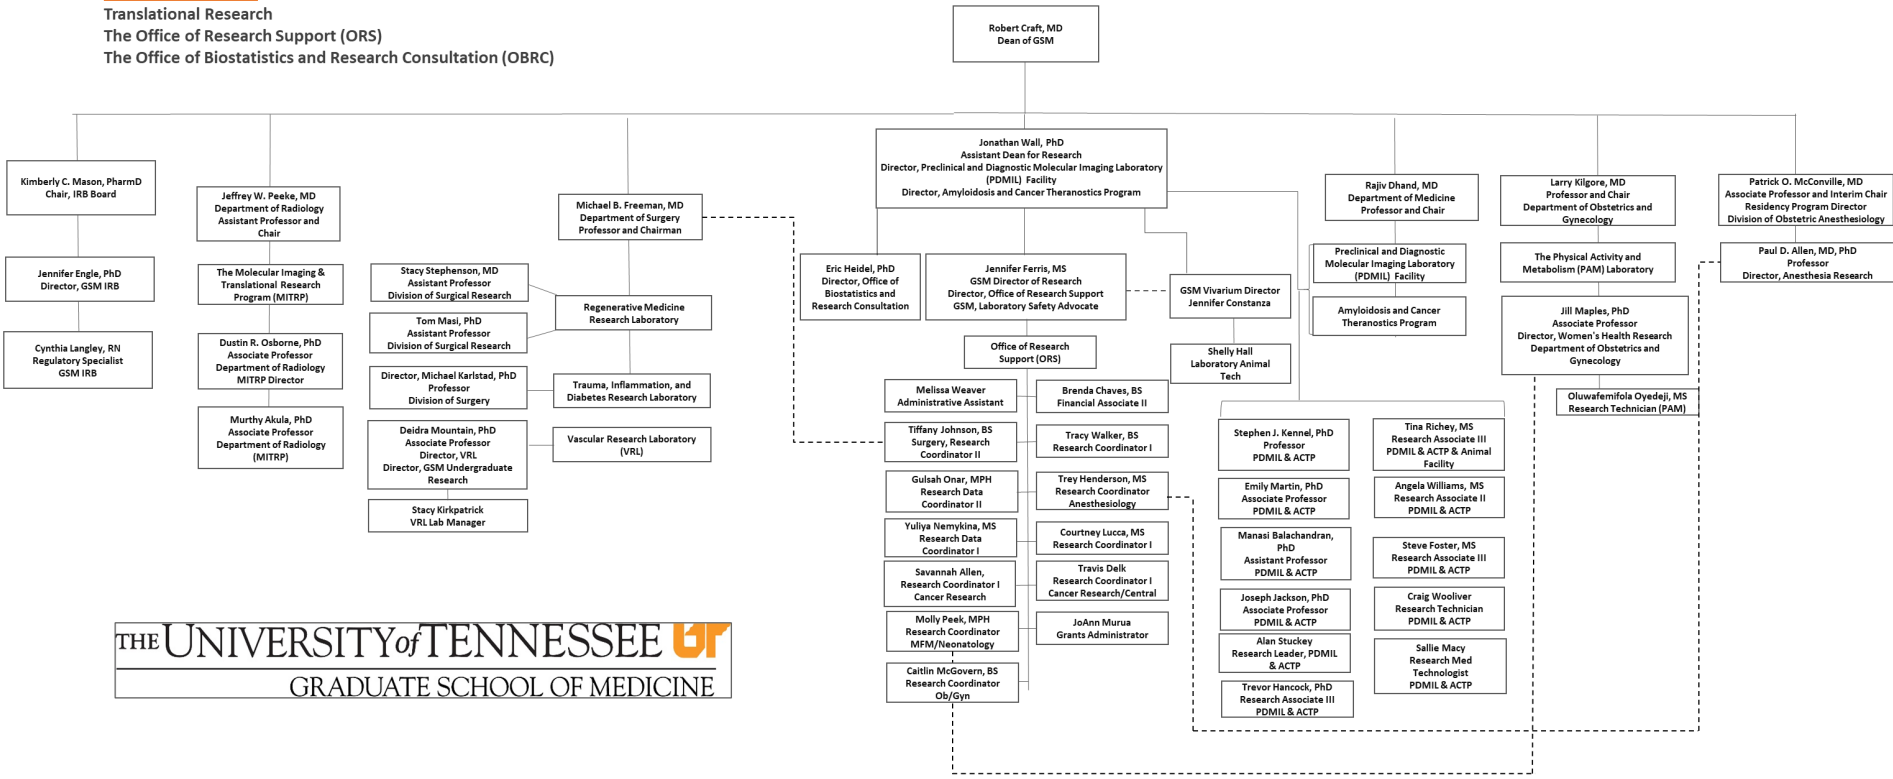 Translational Research
The Office of Research Support (ORS)
The Office of Biostatistics and Research Consultation (OBRC)
Robert Craft, MD
Dean of GSM
Kimberly C. Mason, PharmD
Chair, IRB Board
Jennifer Engle, PhD
Director, GSM IRB
Cynthia Langley, RN
Regulatory Specialist
GSM IRB
Jeffrey W. Peeke, MD
Department of Radiology
Assistant Professor and
Chair
The Molecular Imaging &
Translational Research
Program (MITRP)
Dustin R. Osborne, PhD
Associate Professor
Department of Radiology
MITRP Director
Murthy Akula, PhD
Associate Professor
Department of Radiology
(MITRP)
Michael B. Freeman, MD
Department of Surgery
Professor and Chairman
Stacy Stephenson, MD
Assistant Professor
Division of Surgical Research
Tom Masi, PhD
Assistant Professor
Division of Surgical Research
Regenerative Medicine
Research Laboratory
Director, Michael Karlstad, PhD
Professor
Division of Surgery
Trauma, Inflammation, and
Diabetes Research Laboratory
Deidra Mountain, PhD
Associate Professor
Director, VRL
Director, GSM Undergraduate
Research
Vascular Research Laboratory
(VRL)
Stacy Kirkpatrick
VRL Lab Manager
Jonathan Wall, PhD
Assistant Dean for Research
Director, Preclinical and Diagnostic Molecular Imaging Laboratory
(PDMIL) Facility
Director, Amyloidosis and Cancer Theranostics Program
Eric Heidel, PhD
Director, Office of
Biostatistics and
Research Consultation
Jennifer Ferris, MS
GSM Director of Research
Director, Office of Research Support
GSM, Laboratory Safety Advocate
GSM Vivarium Director
Jennifer Constanza
Shelly Hall
Laboratory Animal
Tech
Office of Research
Support (ORS)
Melissa Weaver
Administrative Assistant
Brenda Chaves, BS
Financial Associate II
Tiffany Johnson, BS
Surgery, Research
Coordinator II
Tracy Walker, BS
Research Coordinator I
Gulsah Onar, MPH
Research Data
Coordinator II
Trey Henderson, MS
Research Coordinator
Anesthesiology
Yuliya Nemykina, MS
Research Data
Coordinator I
Courtney Lucca, MS
Research Coordinator I
Savannah Allen,
Research Coordinator I
Cancer Research
Travis Delk
Research Coordinator I
Cancer Research/Central
Molly Peek, MPH
Research Coordinator
MFM/Neonatology
JoAnn Murua
Grants Administrator
Caitlin McGovern, BS
Research Coordinator
Ob/Gyn
Stephen J. Kennel, PhD
Professor
PDMIL & ACTP
Tina Richey, MS
Research Associate III
PDMIL & ACTP & Animal
Facility
Emily Martin, PhD
Associate Professor
PDMIL & ACTP
Angela Williams, MS
Research Associate II
PDMIL & ACTP
Manasi Balachandran,
PhD
Assistant Professor
PDMIL & ACTP
Steve Foster, MS
Research Associate III
PDMIL & ACTP
Joseph Jackson, PhD
Associate Professor
PDMIL & ACTP
Craig Wooliver
Research Technician
PDMIL & ACTP
Alan Stuckey
Research Leader, PDMIL
& ACTP
Sallie Macy
Research Med
Technologist
PDMIL & ACTP
Trevor Hancock, PhD
Research Associate III
PDMIL & ACTP
Rajiv Dhand, MD
Department of Medicine
Professor and Chair
Preclinical and Diagnostic
Molecular Imaging Laboratory
(PDMIL) Facility
Amyloidosis and Cancer
Theranostics Program
Larry Kilgore, MD
Professor and Chair
Department of Obstetrics and
Gynecology
The Physical Activity and
Metabolism (PAM) Laboratory
Jill Maples, PhD
Associate Professor
Director, Women's Health Research
Department of Obstetrics and
Gynecology
Oluwafemifola Oyedeji, MS
Research Technician (PAM)
Patrick O. McConville, MD
Associate Professor and Interim Chair
Residency Program Director
Division of Obstetric Anesthesiology
Paul D. Allen, MD, PhD
Professor
Director, Anesthesia Research
THE UNIVERSITY of TENNESSEE UT
GRADUATE SCHOOL OF MEDICINE